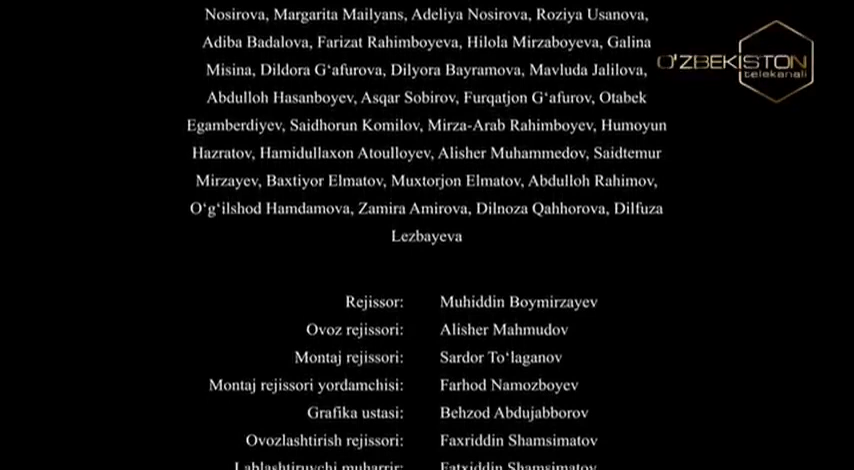 Nosirova, Margarita Mailyans, Adeliya Nosirova, Roziya Usanova,
Adiba Badalova, Farizat Rahimboyeva, Hilola Mirzaboyeva, Galina
Misina, Dildora G‘afurova, Dilyora Bayramova, Mavluda Jalilova,
Abdulloh Hasanboyev, Asqar Sobirov, Furqatjon G‘afurov, Otabek
Egamberdiyev, Saidhorun Komilov, Mirza-Arab Rahimboyev, Humoyun
Hazratov, Hamidullaxon Atoulloyev, Alisher Muhammedov, Saidtemur
Mirzayev, Baxtiyor Elmatov, Muxtorjon Elmatov, Abdulloh Rahimov,
O‘g‘ilshod Hamdamova, Zamira Amirova, Dilnoza Qahhorova, Dilfuza
Lezbayeva
O'ZBEKISTON
telekanali
Rejissor: Muhiddin Boymirzayev
Ovoz rejissori: Alisher Mahmudov
Montaj rejissori: Sardor To‘laganov
Montaj rejissori yordamchisi: Farhod Namozboyev
Grafika ustasi: Behzod Abdujabborov
Ovozlashtirish rejissori: Faxriddin Shamsimatov
Lablashtiruvchi muharrir: Fatxiddin Shamsimatov